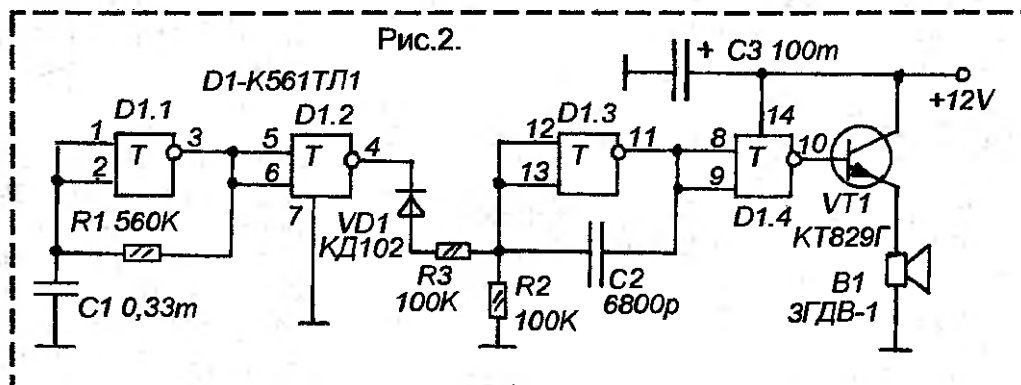 Рис.2.
D1-К561ТЛ1
+ C3 100m
+12V
D1.1
D1.2
D1.3
D1.4
1
2
3
T
5
6
4
T
7
12
13
11
T
8
9
14
10
T
R1 560K
C1 0,33m
VD1
КД102
R3
100K
R2
100K
C2
6800p
VT1
КТ829Г
B1
3ГДВ-1